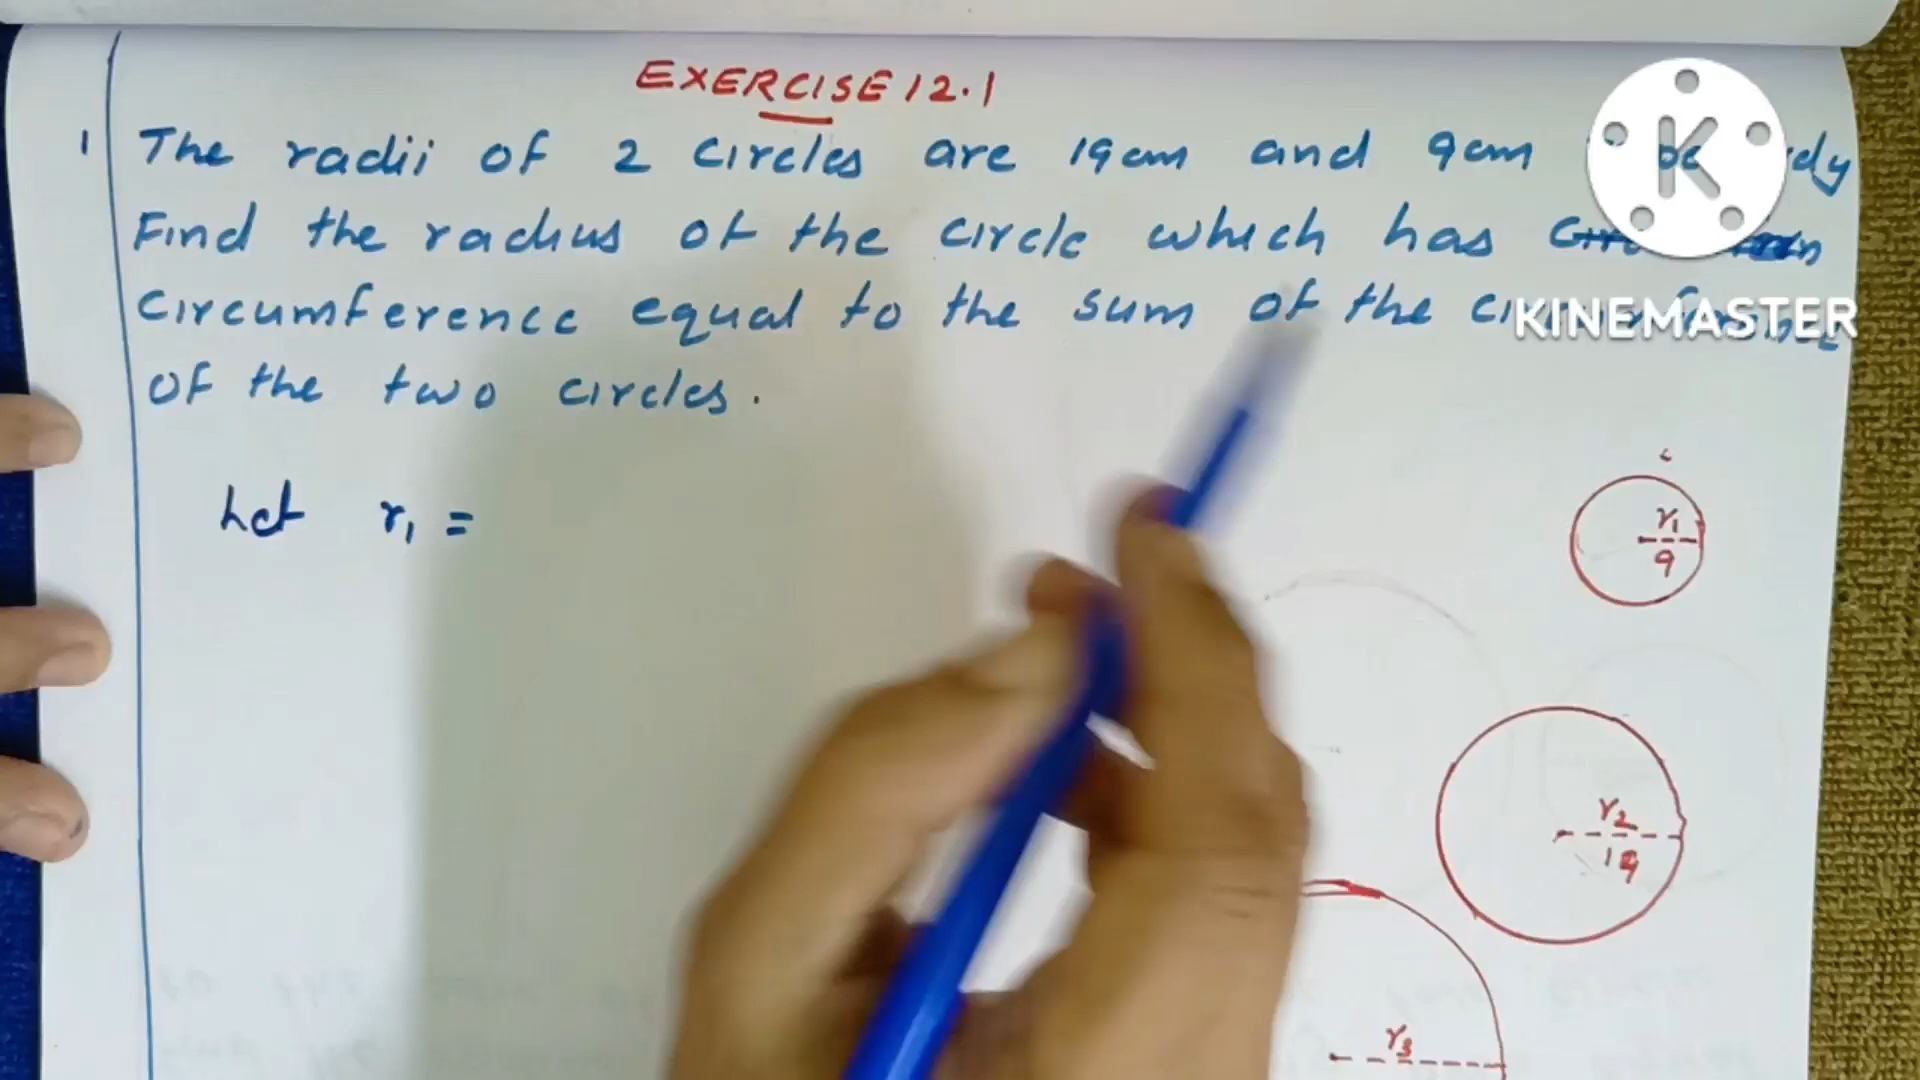 EXERCISE 12.1
1 The radii of 2 circles are 19cm and 9cm
Find the radius of the circle which has
circumference equal to the sum of the
of the two circles.
Let r₁ =
r₁
9
r₂
19
r₃
KINEMASTER